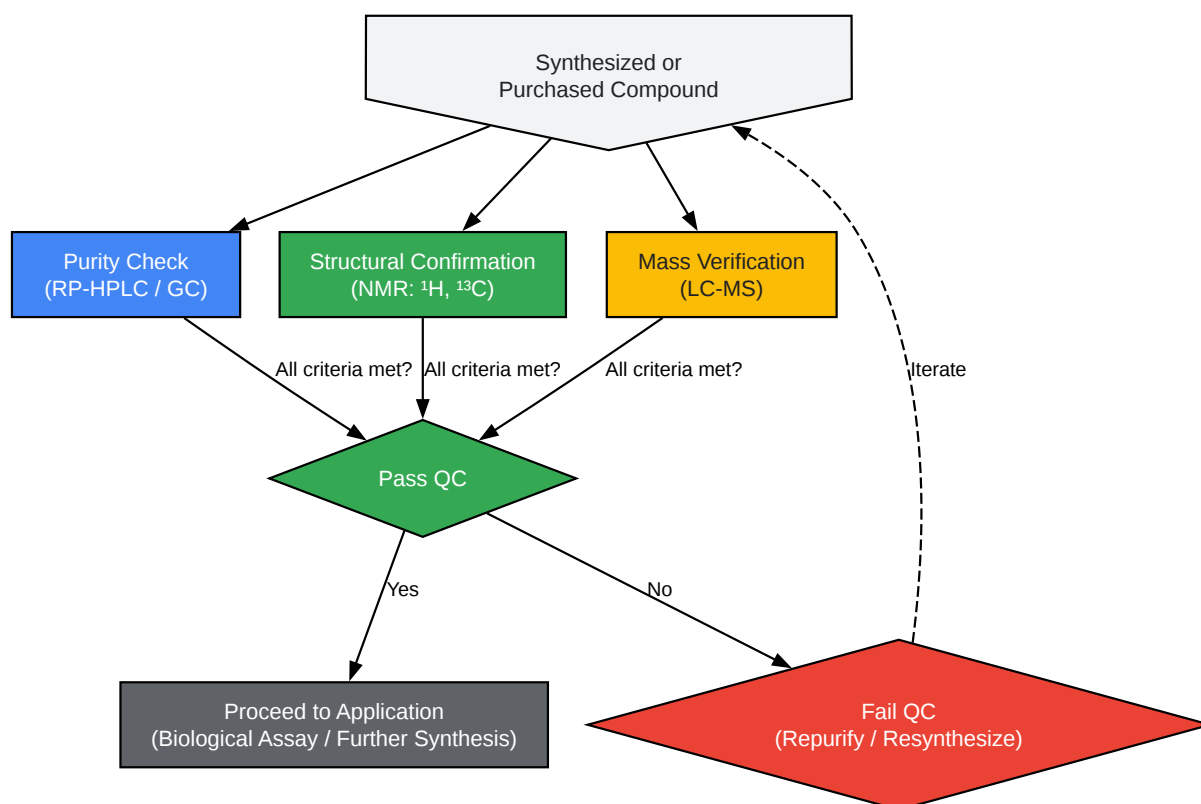 Synthesized or
Purchased Compound
Purity Check
(RP-HPLC / GC)
Structural Confirmation
(NMR: ¹H, ¹³C)
Mass Verification
(LC-MS)
All criteria met?
All criteria met?
All criteria met?
Iterate
Pass QC
Yes
No
Proceed to Application
(Biological Assay / Further Synthesis)
Fail QC
(Repurify / Resynthesize)